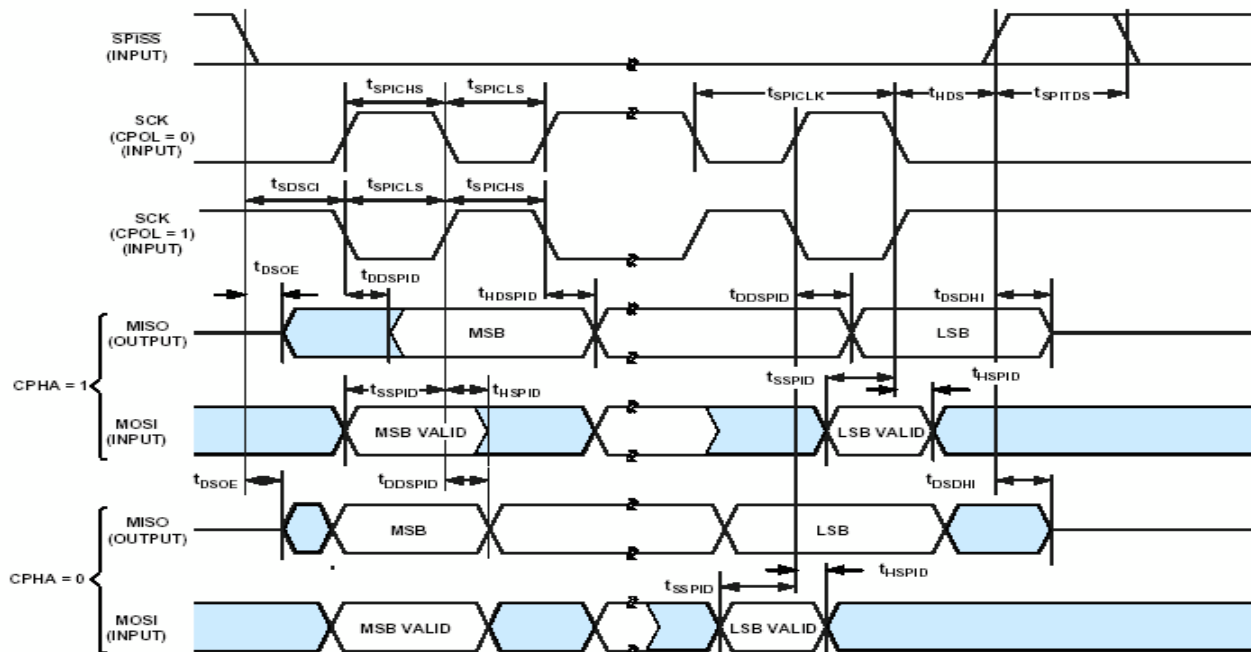 SPISS
(INPUT)
tSPICHS tSPICLS tSPICLK tHDS tSPITDS
SCK
(CPOL = 0)
(INPUT)
tSDSCI tSPICLS tSPICHS
SCK
(CPOL = 1)
(INPUT)
tDSOE tDDSPID tHDSPID tDDSPID tDSDHI
MISO
(OUTPUT)
MSB LSB
CPHA = 1
tSSPID tHSPID tSSPID tHSPID
MOSI
(INPUT)
MSB VALID LSB VALID
tDSOE tDDSPID tDSDHI
MISO
(OUTPUT)
MSB LSB
CPHA = 0
tSSPID tHSPID
MOSI
(INPUT)
MSB VALID LSB VALID